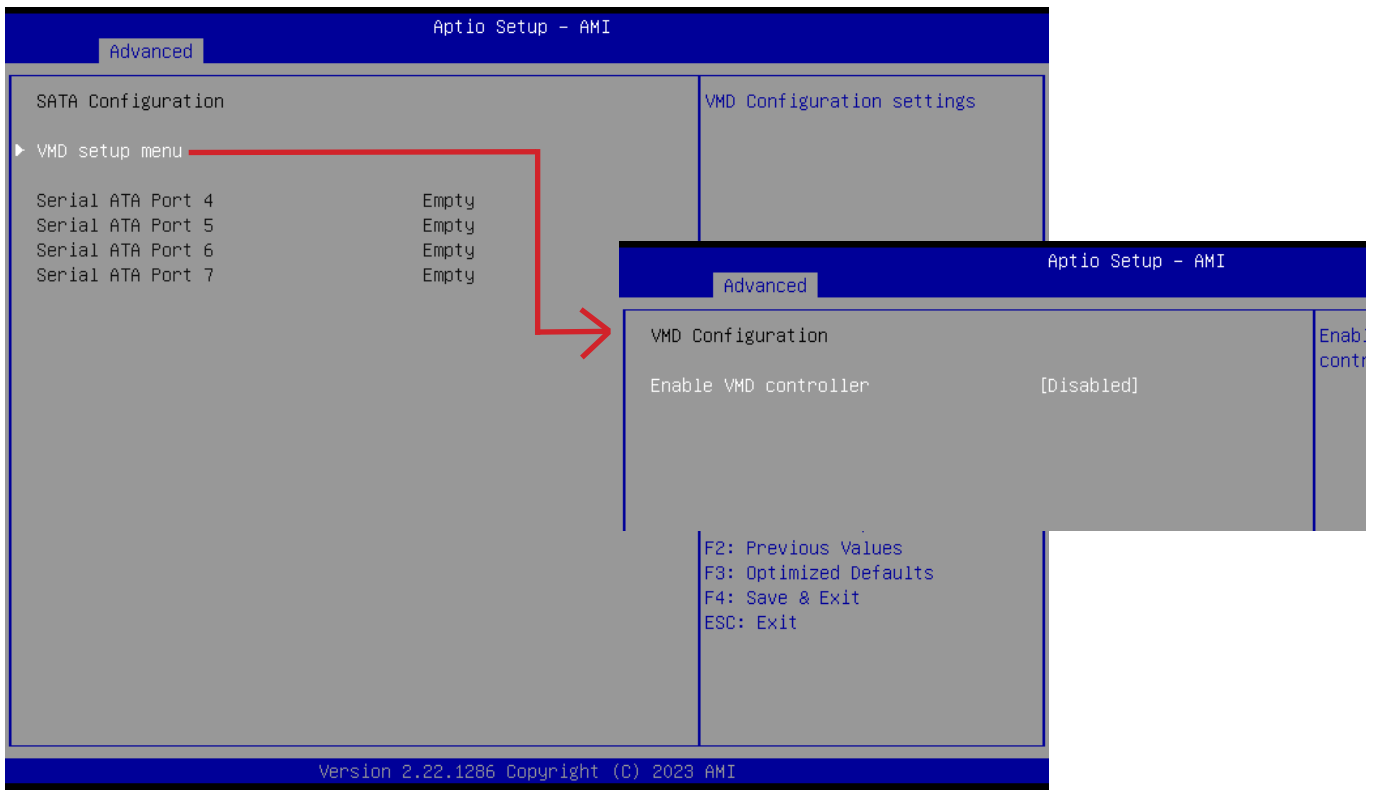 Aptio Setup – AMI
Advanced
SATA Configuration
VMD setup menu
Serial ATA Port 4 Empty
Serial ATA Port 5 Empty
Serial ATA Port 6 Empty
Serial ATA Port 7 Empty
VMD Configuration settings
Aptio Setup – AMI
Advanced
VMD Configuration
Enable VMD controller [Disabled]
F2: Previous Values
F3: Optimized Defaults
F4: Save & Exit
ESC: Exit
Version 2.22.1286 Copyright (C) 2023 AMI